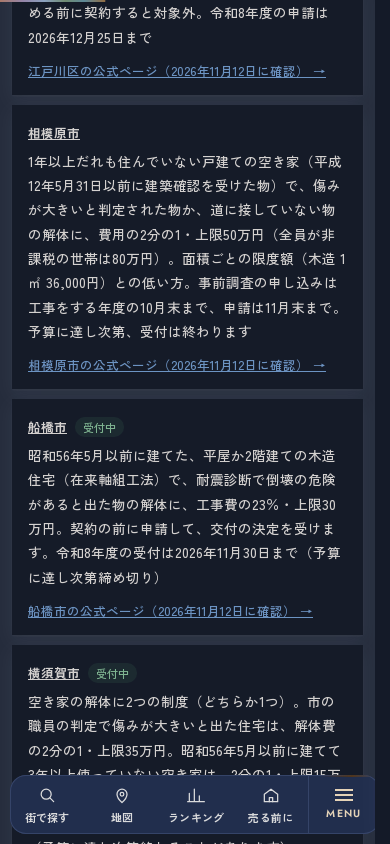 める前に契約すると対象外。令和8年度の申請は
2026年12月25日まで
江戸川区の公式ページ（2026年11月12日に確認） →
相模原市
1年以上だれも住んでいない戸建ての空き家（平成
12年5月31日以前に建築確認を受けた物）で、傷み
が大きいと判定された物か、道に接していない物
の解体に、費用の2分の1・上限50万円（全員が非
課税の世帯は80万円）。面積ごとの限度額（木造 1
㎡ 36,000円）との低い方。事前調査の申し込みは
工事をする年度の10月末まで、申請は11月末まで。
予算に達し次第、受付は終わります
相模原市の公式ページ（2026年11月12日に確認） →
船橋市 受付中
昭和56年5月以前に建てた、平屋か2階建ての木造
住宅（在来軸組工法）で、耐震診断で倒壊の危険
があると出た物の解体に、工事費の23%・上限30
万円。契約の前に申請して、交付の決定を受けま
す。令和8年度の受付は2026年11月30日まで（予算
に達し次第締め切り）
船橋市の公式ページ（2026年11月12日に確認） →
横須賀市 受付中
空き家の解体に2つの制度（どちらか1つ）。市の
職員の判定で傷みが大きいと出た住宅は、解体費
の2分の1・上限35万円。昭和56年5月以前に建てて
3年以上使っていない空き家は、2分の1上限15万
街で探す 地図 ランキング 売る前に MENU